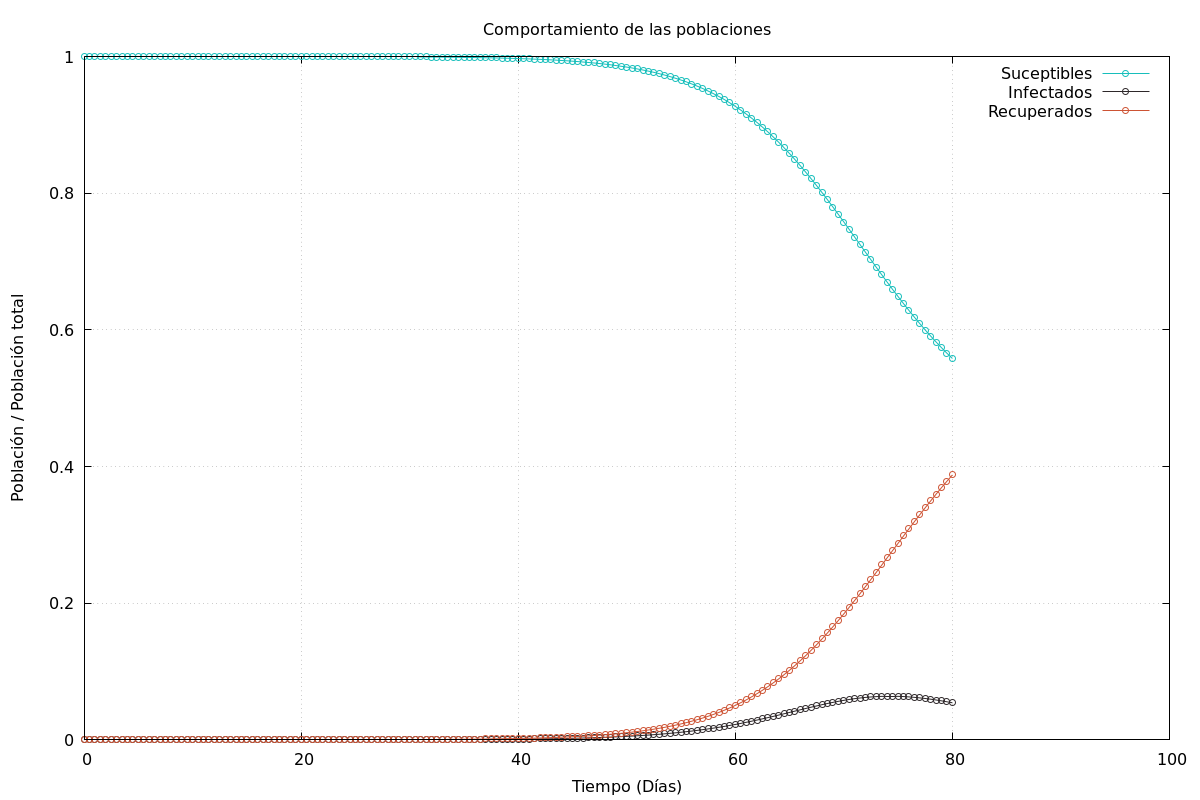 Comportamiento de las poblaciones
1
0.8
0.6
0.4
0.2
0
Población / Población total
Suceptibles
Infectados
Recuperados
0 20 40 60 80 100
Tiempo (Días)